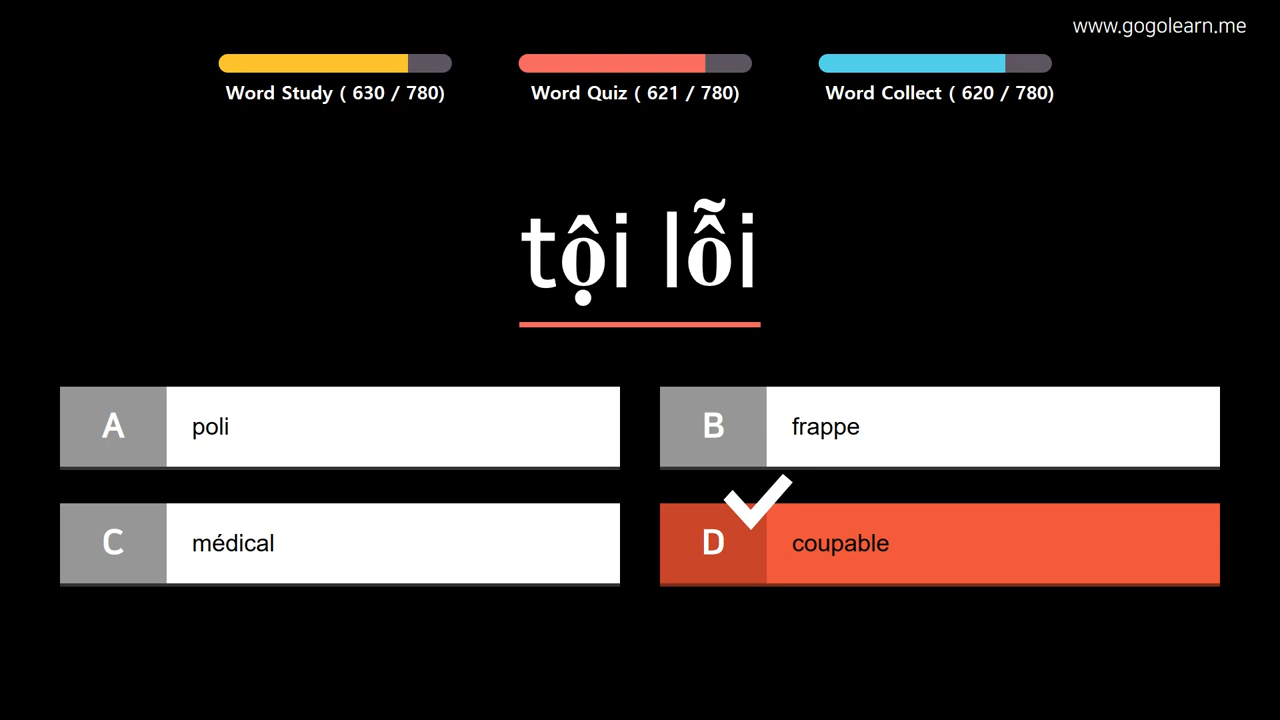 www.gogolearn.me
Word Study ( 630 / 780)
Word Quiz ( 621 / 780)
Word Collect ( 620 / 780)
tội lỗi
A poli
B frappe
C médical
D coupable